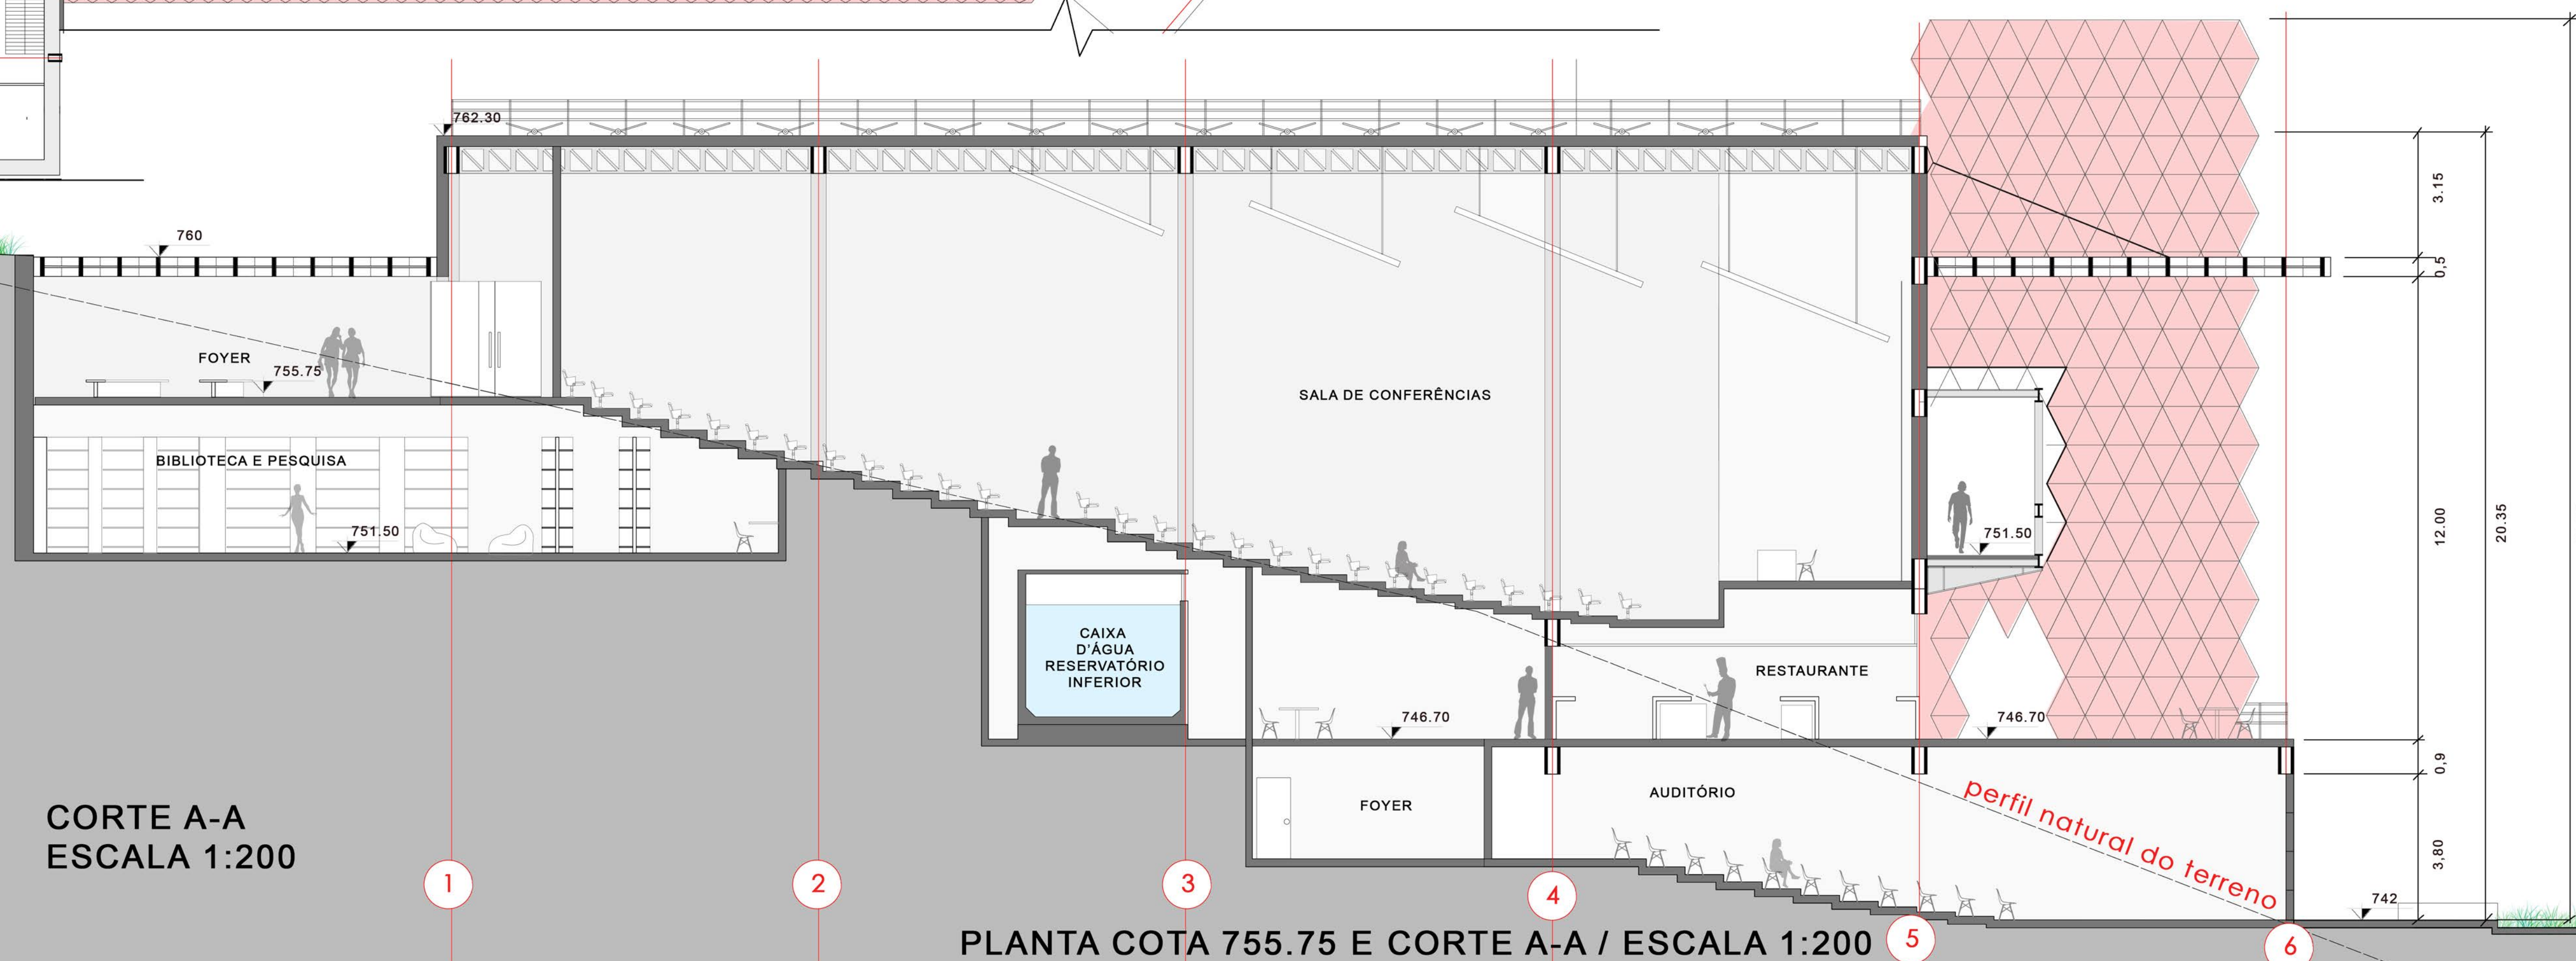 762.30
3.15
760
0,5
FOYER
755.75
SALA DE CONFERÊNCIAS
BIBLIOTECA E PESQUISA
751.50
751.50
12.00
20.35
CAIXA
D'ÁGUA
RESERVATÓRIO
INFERIOR
RESTAURANTE
746.70
746.70
0,9
FOYER
AUDITÓRIO
perfil natural do terreno
3,80
CORTE A-A
ESCALA 1:200
742
1
2
3
4
5
6
PLANTA COTA 755.75 E CORTE A-A / ESCALA 1:200